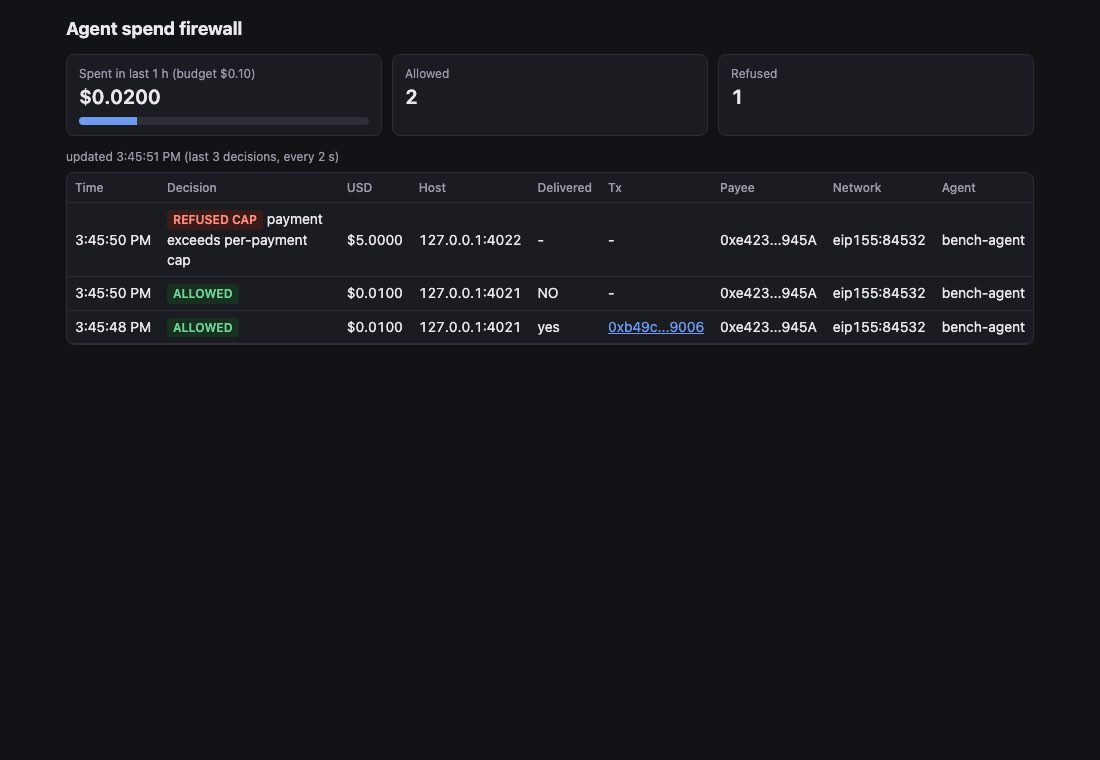 Agent spend firewall
Spent in last 1 h (budget $0.10)
$0.0200
Allowed
2
Refused
1
updated 3:45:51 PM (last 3 decisions, every 2 s)
Time Decision USD Host Delivered Tx Payee Network Agent
3:45:50 PM REFUSED CAP payment exceeds per-payment cap $5.0000 127.0.0.1:4022 - - 0xe423...945A eip155:84532 bench-agent
3:45:50 PM ALLOWED $0.0100 127.0.0.1:4021 NO - 0xe423...945A eip155:84532 bench-agent
3:45:48 PM ALLOWED $0.0100 127.0.0.1:4021 yes 0xb49c...9006 0xe423...945A eip155:84532 bench-agent